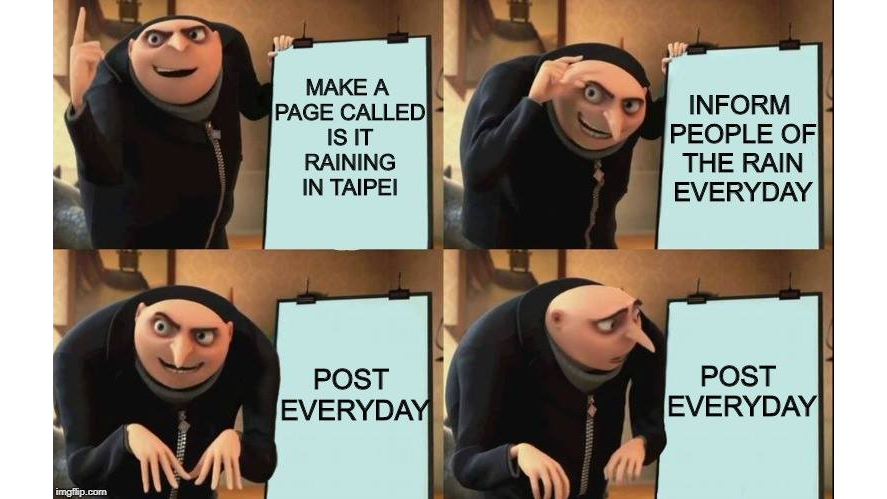 MAKE A
PAGE CALLED
IS IT
RAINING
IN TAIPEI
INFORM
PEOPLE OF
THE RAIN
EVERYDAY
POST
EVERYDAY
POST
EVERYDAY
imgflip.com